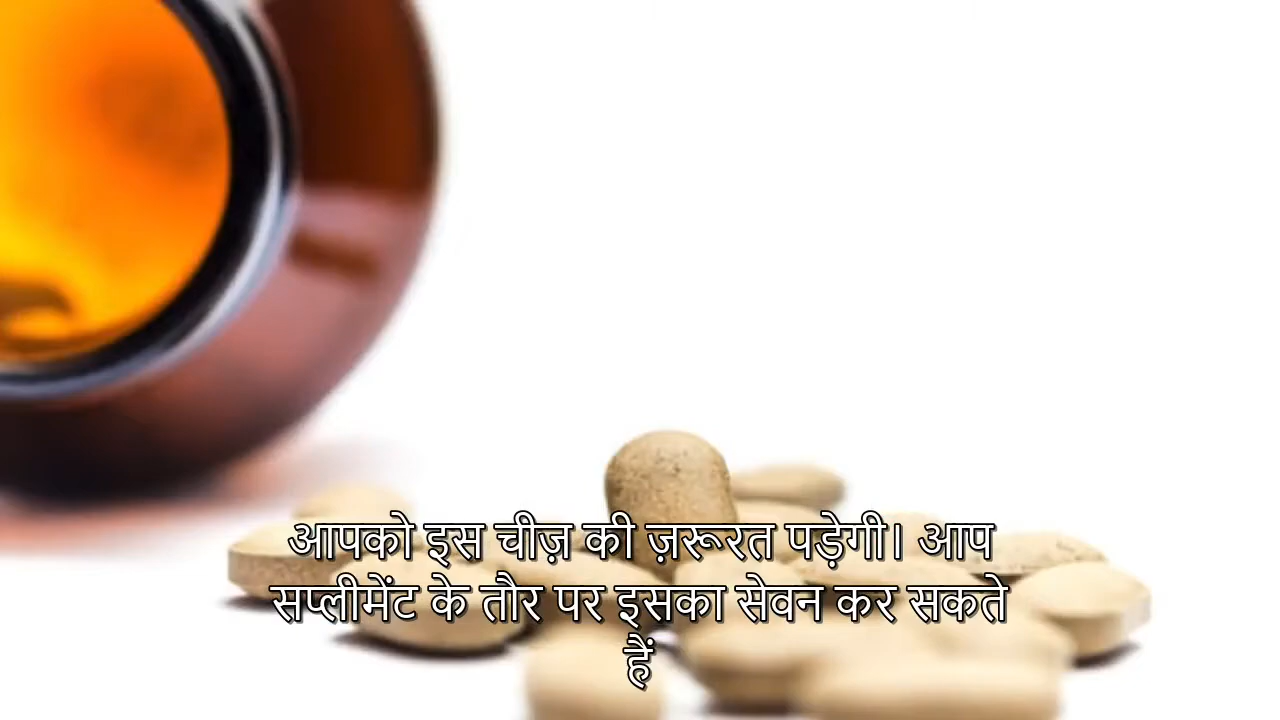 आपको इस चीज़ की ज़रूरत पड़ेगी। आप
सप्लीमेंट के तौर पर इसका सेवन कर सकते
हैं